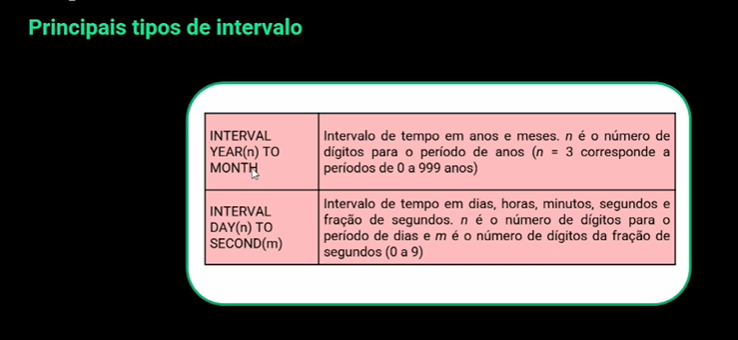 Principais tipos de intervalo
INTERVAL
YEAR(n) TO
MONTH
Intervalo de tempo em anos e meses. n é o número de
dígitos para o período de anos (n = 3 corresponde a
períodos de 0 a 999 anos)
INTERVAL
DAY(n) TO
SECOND(m)
Intervalo de tempo em dias, horas, minutos, segundos e
fração de segundos. n é o número de dígitos para o
período de dias e m é o número de dígitos da fração de
segundos (0 a 9)